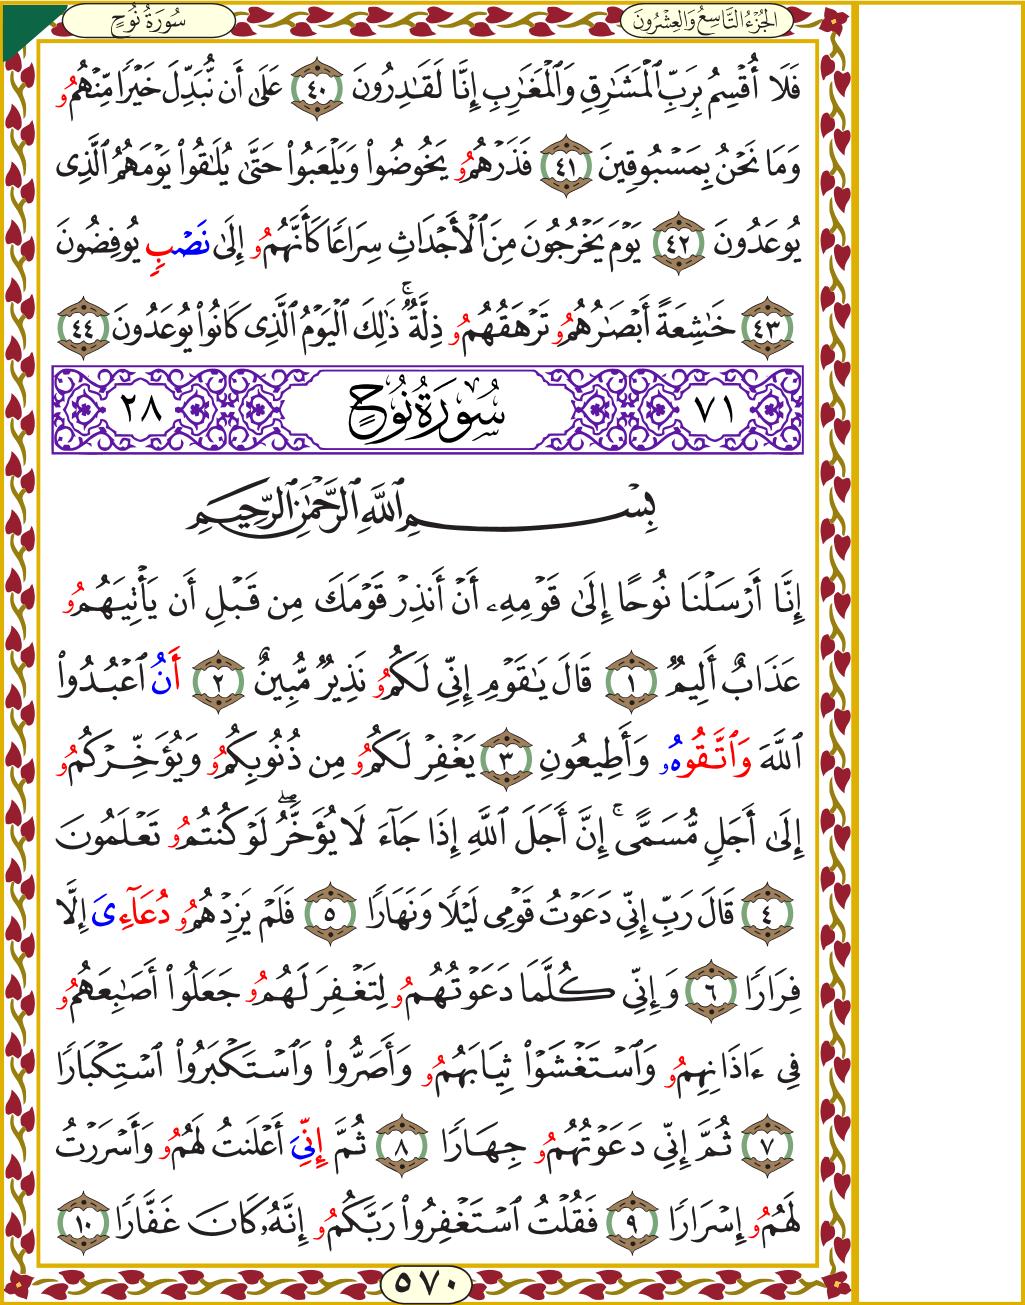 الجُزْءُ التَّاسِعُ وَالعِشْرُونَ
سُورَةُ نُوحٍ
فَلَا أُقْسِمُ بِرَبِّ ٱلْمَشَٰرِقِ وَٱلْمَغَٰرِبِ إِنَّا لَقَٰدِرُونَ ٤٠ عَلَىٰ أَن نُّبَدِّلَ خَيْرًا مِّنْهُمُۥ
وَمَا نَحْنُ بِمَسْبُوقِينَ ٤١ فَذَرْهُمُۥ يَخُوضُوا۟ وَيَلْعَبُوا۟ حَتَّىٰ يُلَٰقُوا۟ يَوْمَهُمُ ٱلَّذِى
يُوعَدُونَ ٤٢ يَوْمَ يَخْرُجُونَ مِنَ ٱلْأَجْدَاثِ سِرَاعًا كَأَنَّهُمُۥ إِلَىٰ نَصْبٍ يُوفِضُونَ
٤٣ خَٰشِعَةً أَبْصَٰرُهُمُۥ تَرْهَقُهُمُۥ ذِلَّةٌ ۚ ذَٰلِكَ ٱلْيَوْمُ ٱلَّذِى كَانُوا۟ يُوعَدُونَ ٤٤
٧١ سُورَةُ نُوحٍ ٢٨
بِسْمِ ٱللَّهِ ٱلرَّحْمَٰنِ ٱلرَّحِيمِ
إِنَّا أَرْسَلْنَا نُوحًا إِلَىٰ قَوْمِهِۦ أَنْ أَنذِرْ قَوْمَكَ مِن قَبْلِ أَن يَأْتِيَهُمُۥ
عَذَابٌ أَلِيمٌ ١ قَالَ يَٰقَوْمِ إِنِّى لَكُمُۥ نَذِيرٌ مُّبِينٌ ٢ أَنُ ٱعْبُدُوا۟
ٱللَّهَ وَٱتَّقُوهُۥ وَأَطِيعُونِ ٣ يَغْفِرْ لَكُمُۥ مِن ذُنُوبِكُمُۥ وَيُؤَخِّرْكُمُۥ
إِلَىٰ أَجَلٍ مُّسَمًّى ۚ إِنَّ أَجَلَ ٱللَّهِ إِذَا جَآءَ لَا يُؤَخَّرُ ۖ لَوْ كُنتُمُۥ تَعْلَمُونَ
٤ قَالَ رَبِّ إِنِّى دَعَوْتُ قَوْمِى لَيْلًا وَنَهَارًا ٥ فَلَمْ يَزِدْهُمُۥ دُعَآءِىَ إِلَّا
فِرَارًا ٦ وَإِنِّى كُلَّمَا دَعَوْتُهُمُۥ لِتَغْفِرَ لَهُمُۥ جَعَلُوٓا۟ أَصَٰبِعَهُمُۥ
فِى ءَاذَانِهِمُۥ وَٱسْتَغْشَوْا۟ ثِيَابَهُمُۥ وَأَصَرُّوا۟ وَٱسْتَكْبَرُوا۟ ٱسْتِكْبَارًا
٧ ثُمَّ إِنِّى دَعَوْتُهُمُۥ جِهَارًا ٨ ثُمَّ إِنِّىَ أَعْلَنتُ لَهُمُۥ وَأَسْرَرْتُ
لَهُمُۥ إِسْرَارًا ٩ فَقُلْتُ ٱسْتَغْفِرُوا۟ رَبَّكُمُۥ إِنَّهُۥ كَانَ غَفَّارًا ١٠
٥٧٠